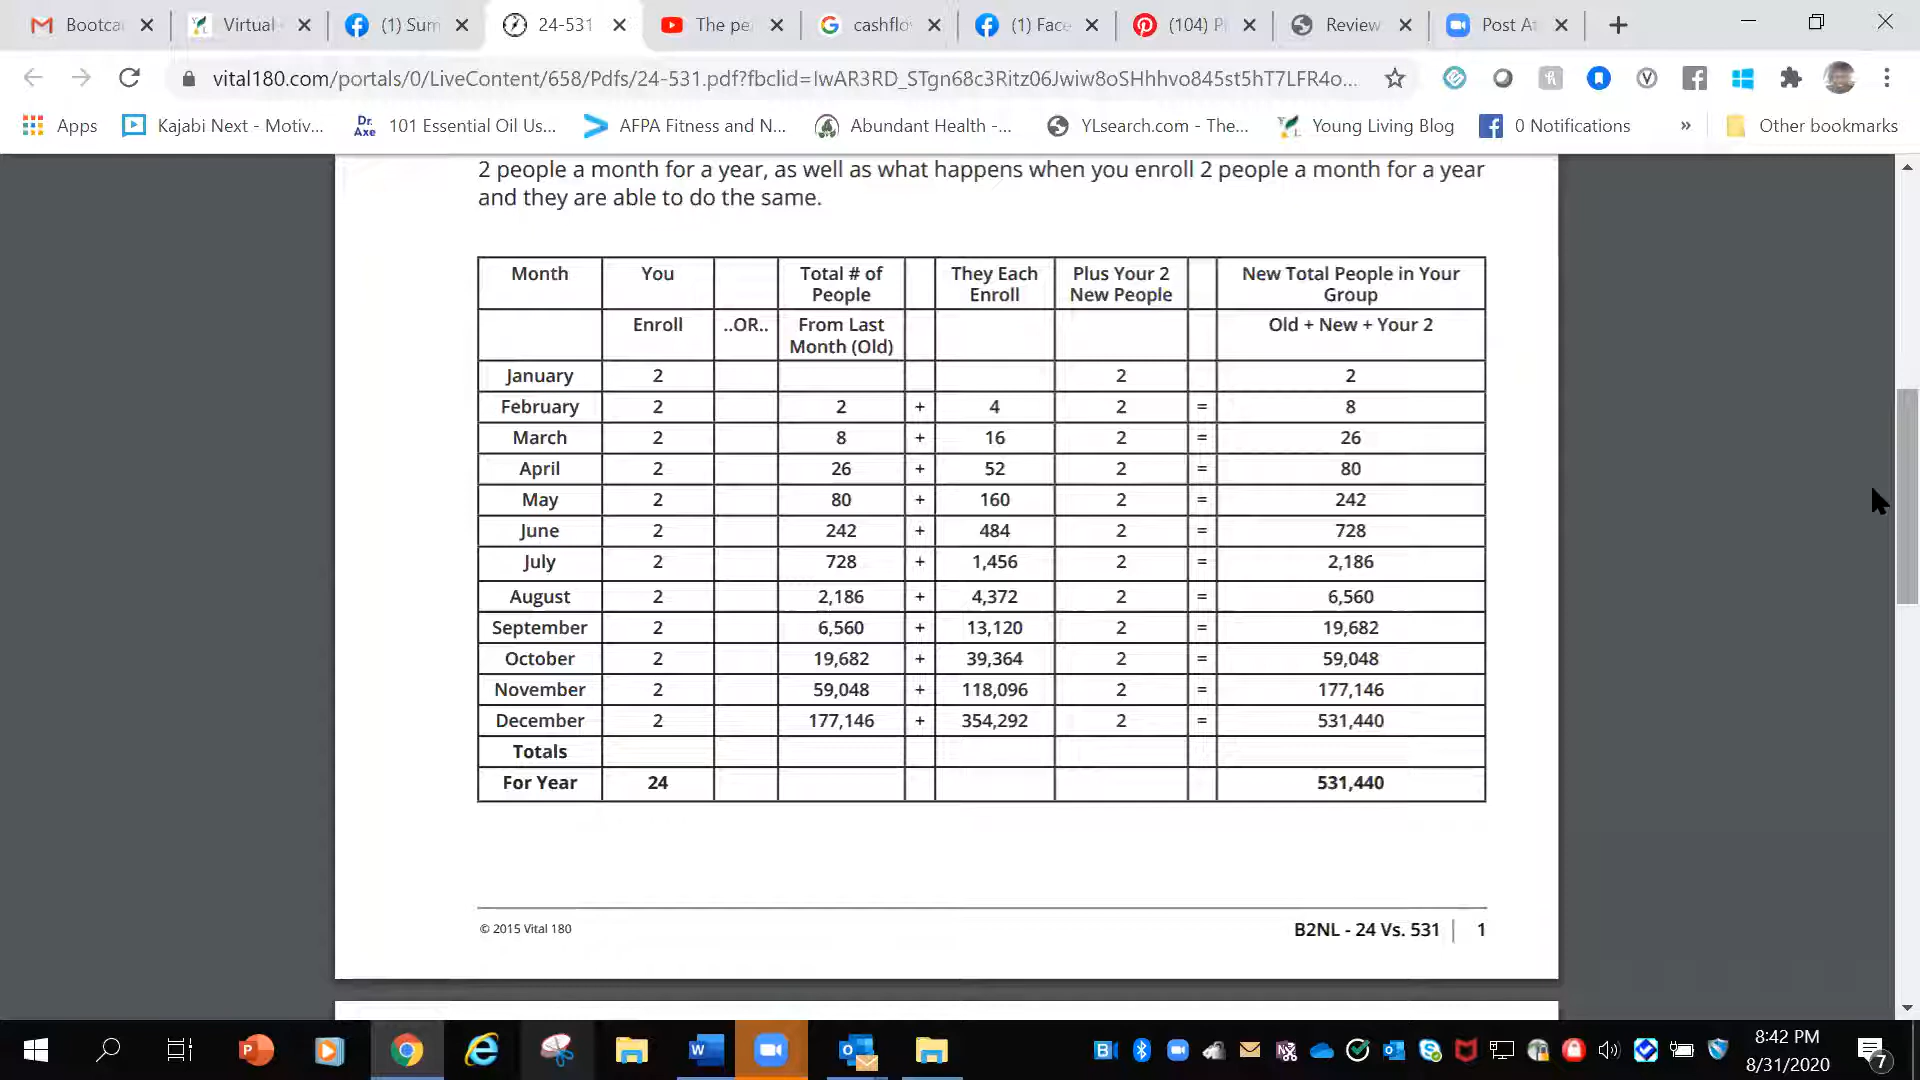 Bootca
Virtual
(1) Sum
24-531
The pe
cashflo
(1) Face
(104) P
Review
Post A
vital180.com/portals/0/LiveContent/658/Pdfs/24-531.pdf?fbclid=IwAR3RD_STgn68c3Ritz06Jwiw8oSHhhvo845st5hT7LFR4o...
Apps
Kajabi Next - Motiv...
Dr. Axe
101 Essential Oil Us...
AFPA Fitness and N...
Abundant Health -...
YLsearch.com - The...
Young Living Blog
0 Notifications
»
Other bookmarks
2 people a month for a year, as well as what happens when you enroll 2 people a month for a year
and they are able to do the same.
Month You Total # of People They Each Enroll Plus Your 2 New People New Total People in Your Group
Enroll ..OR.. From Last Month (Old) Old + New + Your 2
January 2 2 2
February 2 2 + 4 2 = 8
March 2 8 + 16 2 = 26
April 2 26 + 52 2 = 80
May 2 80 + 160 2 = 242
June 2 242 + 484 2 = 728
July 2 728 + 1,456 2 = 2,186
August 2 2,186 + 4,372 2 = 6,560
September 2 6,560 + 13,120 2 = 19,682
October 2 19,682 + 39,364 2 = 59,048
November 2 59,048 + 118,096 2 = 177,146
December 2 177,146 + 354,292 2 = 531,440
Totals
For Year 24 531,440
© 2015 Vital 180
B2NL - 24 Vs. 531 | 1
8:42 PM
8/31/2020
7